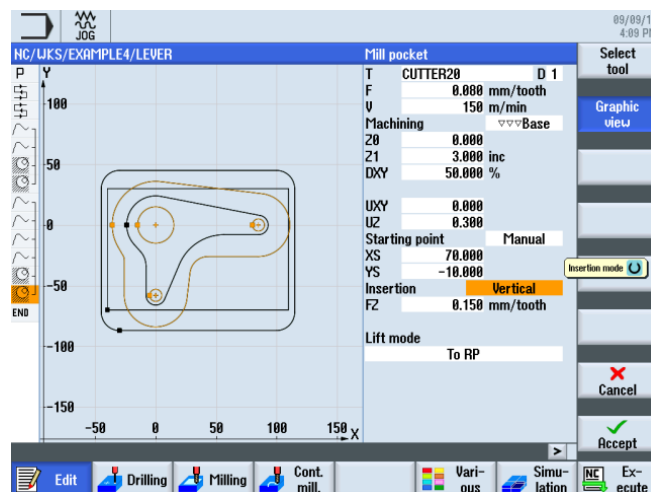 JOG
09/09/1
4:09 P
NC/WKS/EXAMPLE4/LEVER
Mill pocket
Select
tool
P
Y
T CUTTER20 D 1
F 0.080 mm/tooth
V 150 m/min
Graphic
view
Machining ▽▽▽Base
100
Z0 0.000
Z1 3.000 inc
50
DXY 50.000 %
UXY 0.000
0
UZ 0.300
Starting point Manual
XS 70.000
YS -10.000
Insertion mode
-50
Insertion Vertical
END
FZ 0.150 mm/tooth
Lift mode
-100
To RP
Cancel
-150
-50 0 50 100 150 X
Accept
>
Edit
Drilling
Milling
Cont.
mill.
Vari-
ous
Simu-
lation
NC
Ex-
ecute